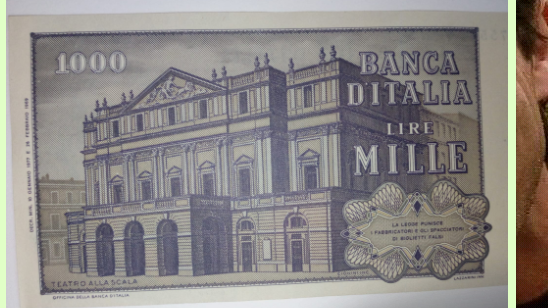 1000
BANCA
D'ITALIA
LIRE
MILLE
LA LEGGE PUNISCE
I FABBRICATORI E GLI SPACCIATORI
DI BIGLIETTI FALSI
TEATRO ALLA SCALA
OFFICINA DELLA BANCA D'ITALIA